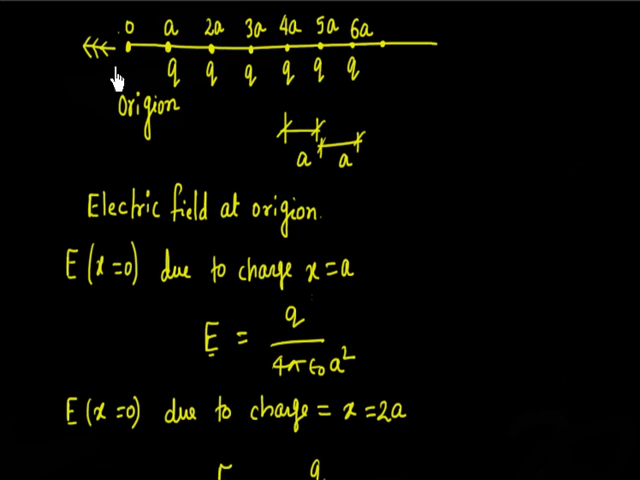 0 a 2a 3a 4a 5a 6a
q q q q q q
Origion
a a
Electric field at origion.
E(x=0) due to charge x=a
E = q / 4πε0a²
E(x=0) due to charge = x=2a
q